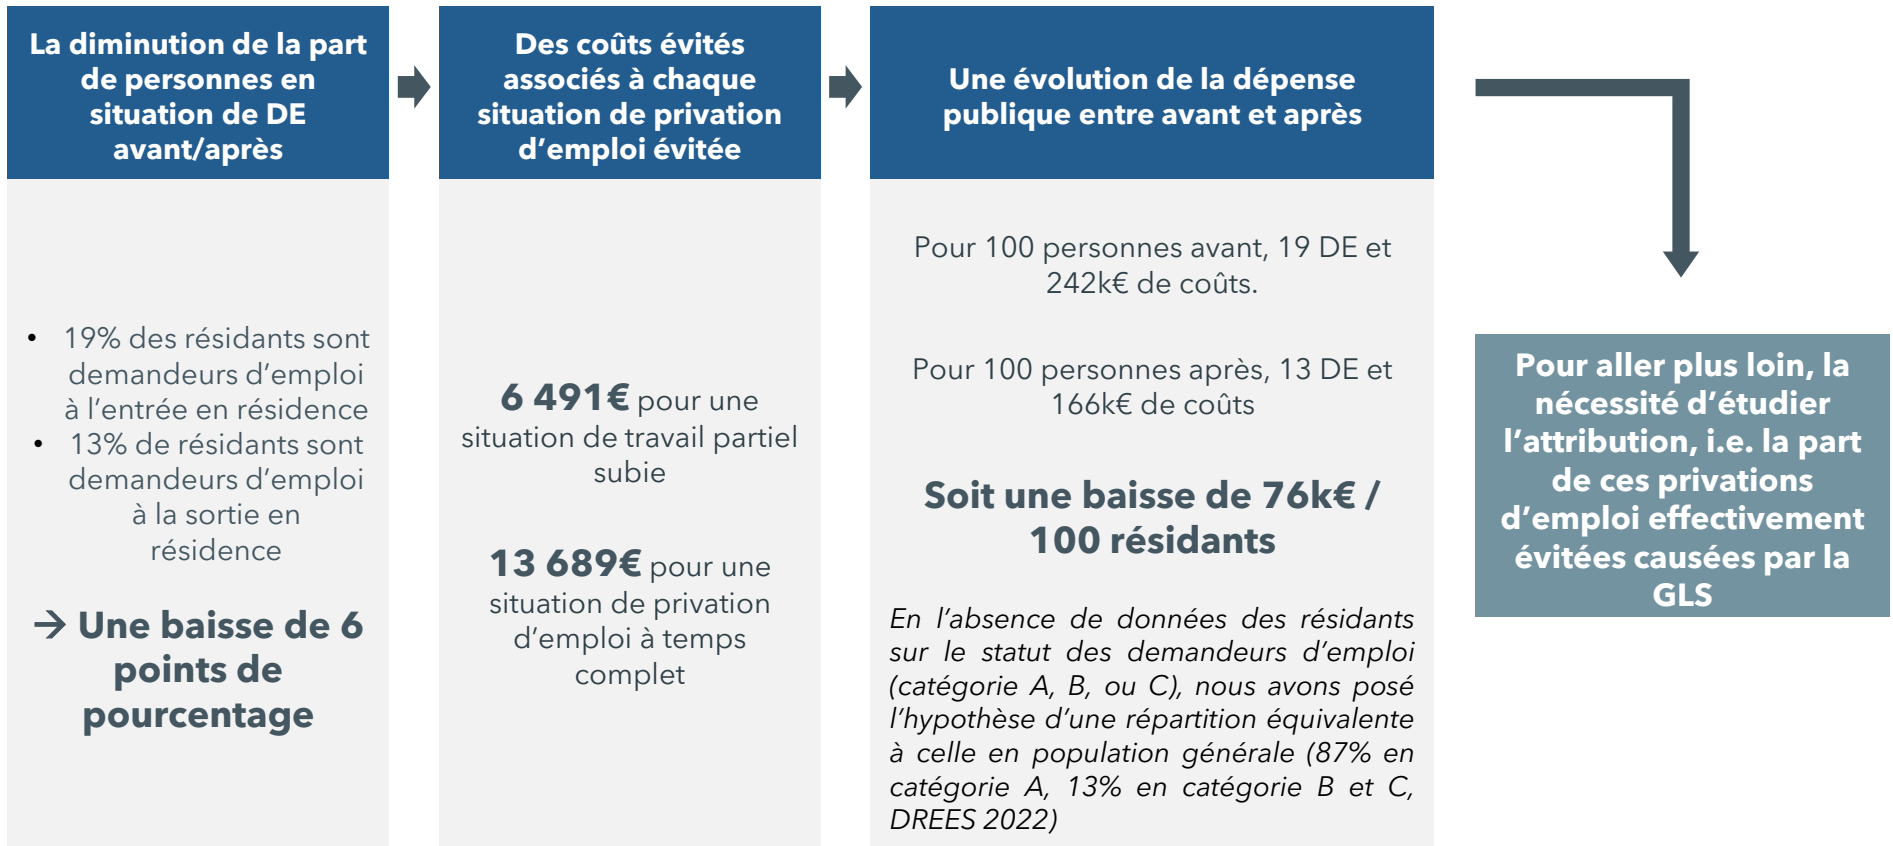 La diminution de la part
de personnes en
situation de DE
avant/après
Des coûts évités
associés à chaque
situation de privation
d’emploi évitée
Une évolution de la dépense
publique entre avant et après
• 19% des résidants sont
demandeurs d’emploi
à l’entrée en résidence
• 13% de résidants sont
demandeurs d’emploi
à la sortie en
résidence
→ Une baisse de 6
points de
pourcentage
6 491€ pour une
situation de travail partiel
subie
13 689€ pour une
situation de privation
d’emploi à temps
complet
Pour 100 personnes avant, 19 DE et
242k€ de coûts.
Pour 100 personnes après, 13 DE et
166k€ de coûts
Soit une baisse de 76k€ /
100 résidants
En l’absence de données des résidants
sur le statut des demandeurs d’emploi
(catégorie A, B, ou C), nous avons posé
l’hypothèse d’une répartition équivalente
à celle en population générale (87% en
catégorie A, 13% en catégorie B et C,
DREES 2022)
Pour aller plus loin, la
nécessité d’étudier
l’attribution, i.e. la part
de ces privations
d’emploi effectivement
évitées causées par la
GLS